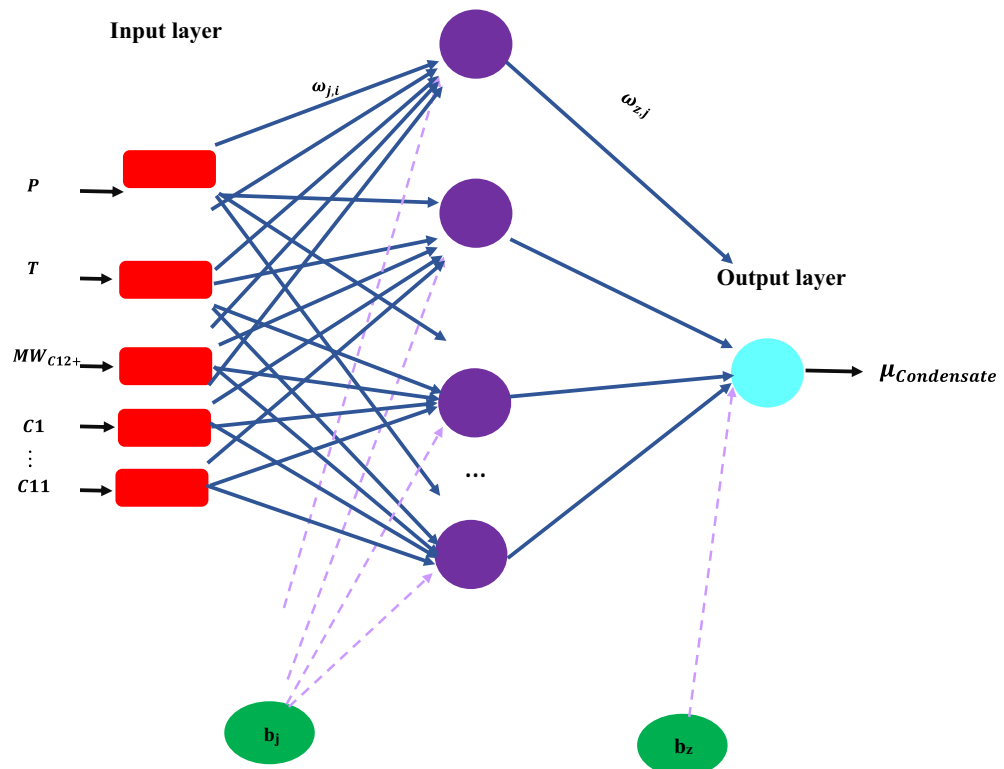 Input layer
ω_{j,i}
ω_{z,j}
P
T
Output layer
MW_{C12+}
μ_{Condensate}
C1
⋮
C11
...
b_j
b_z